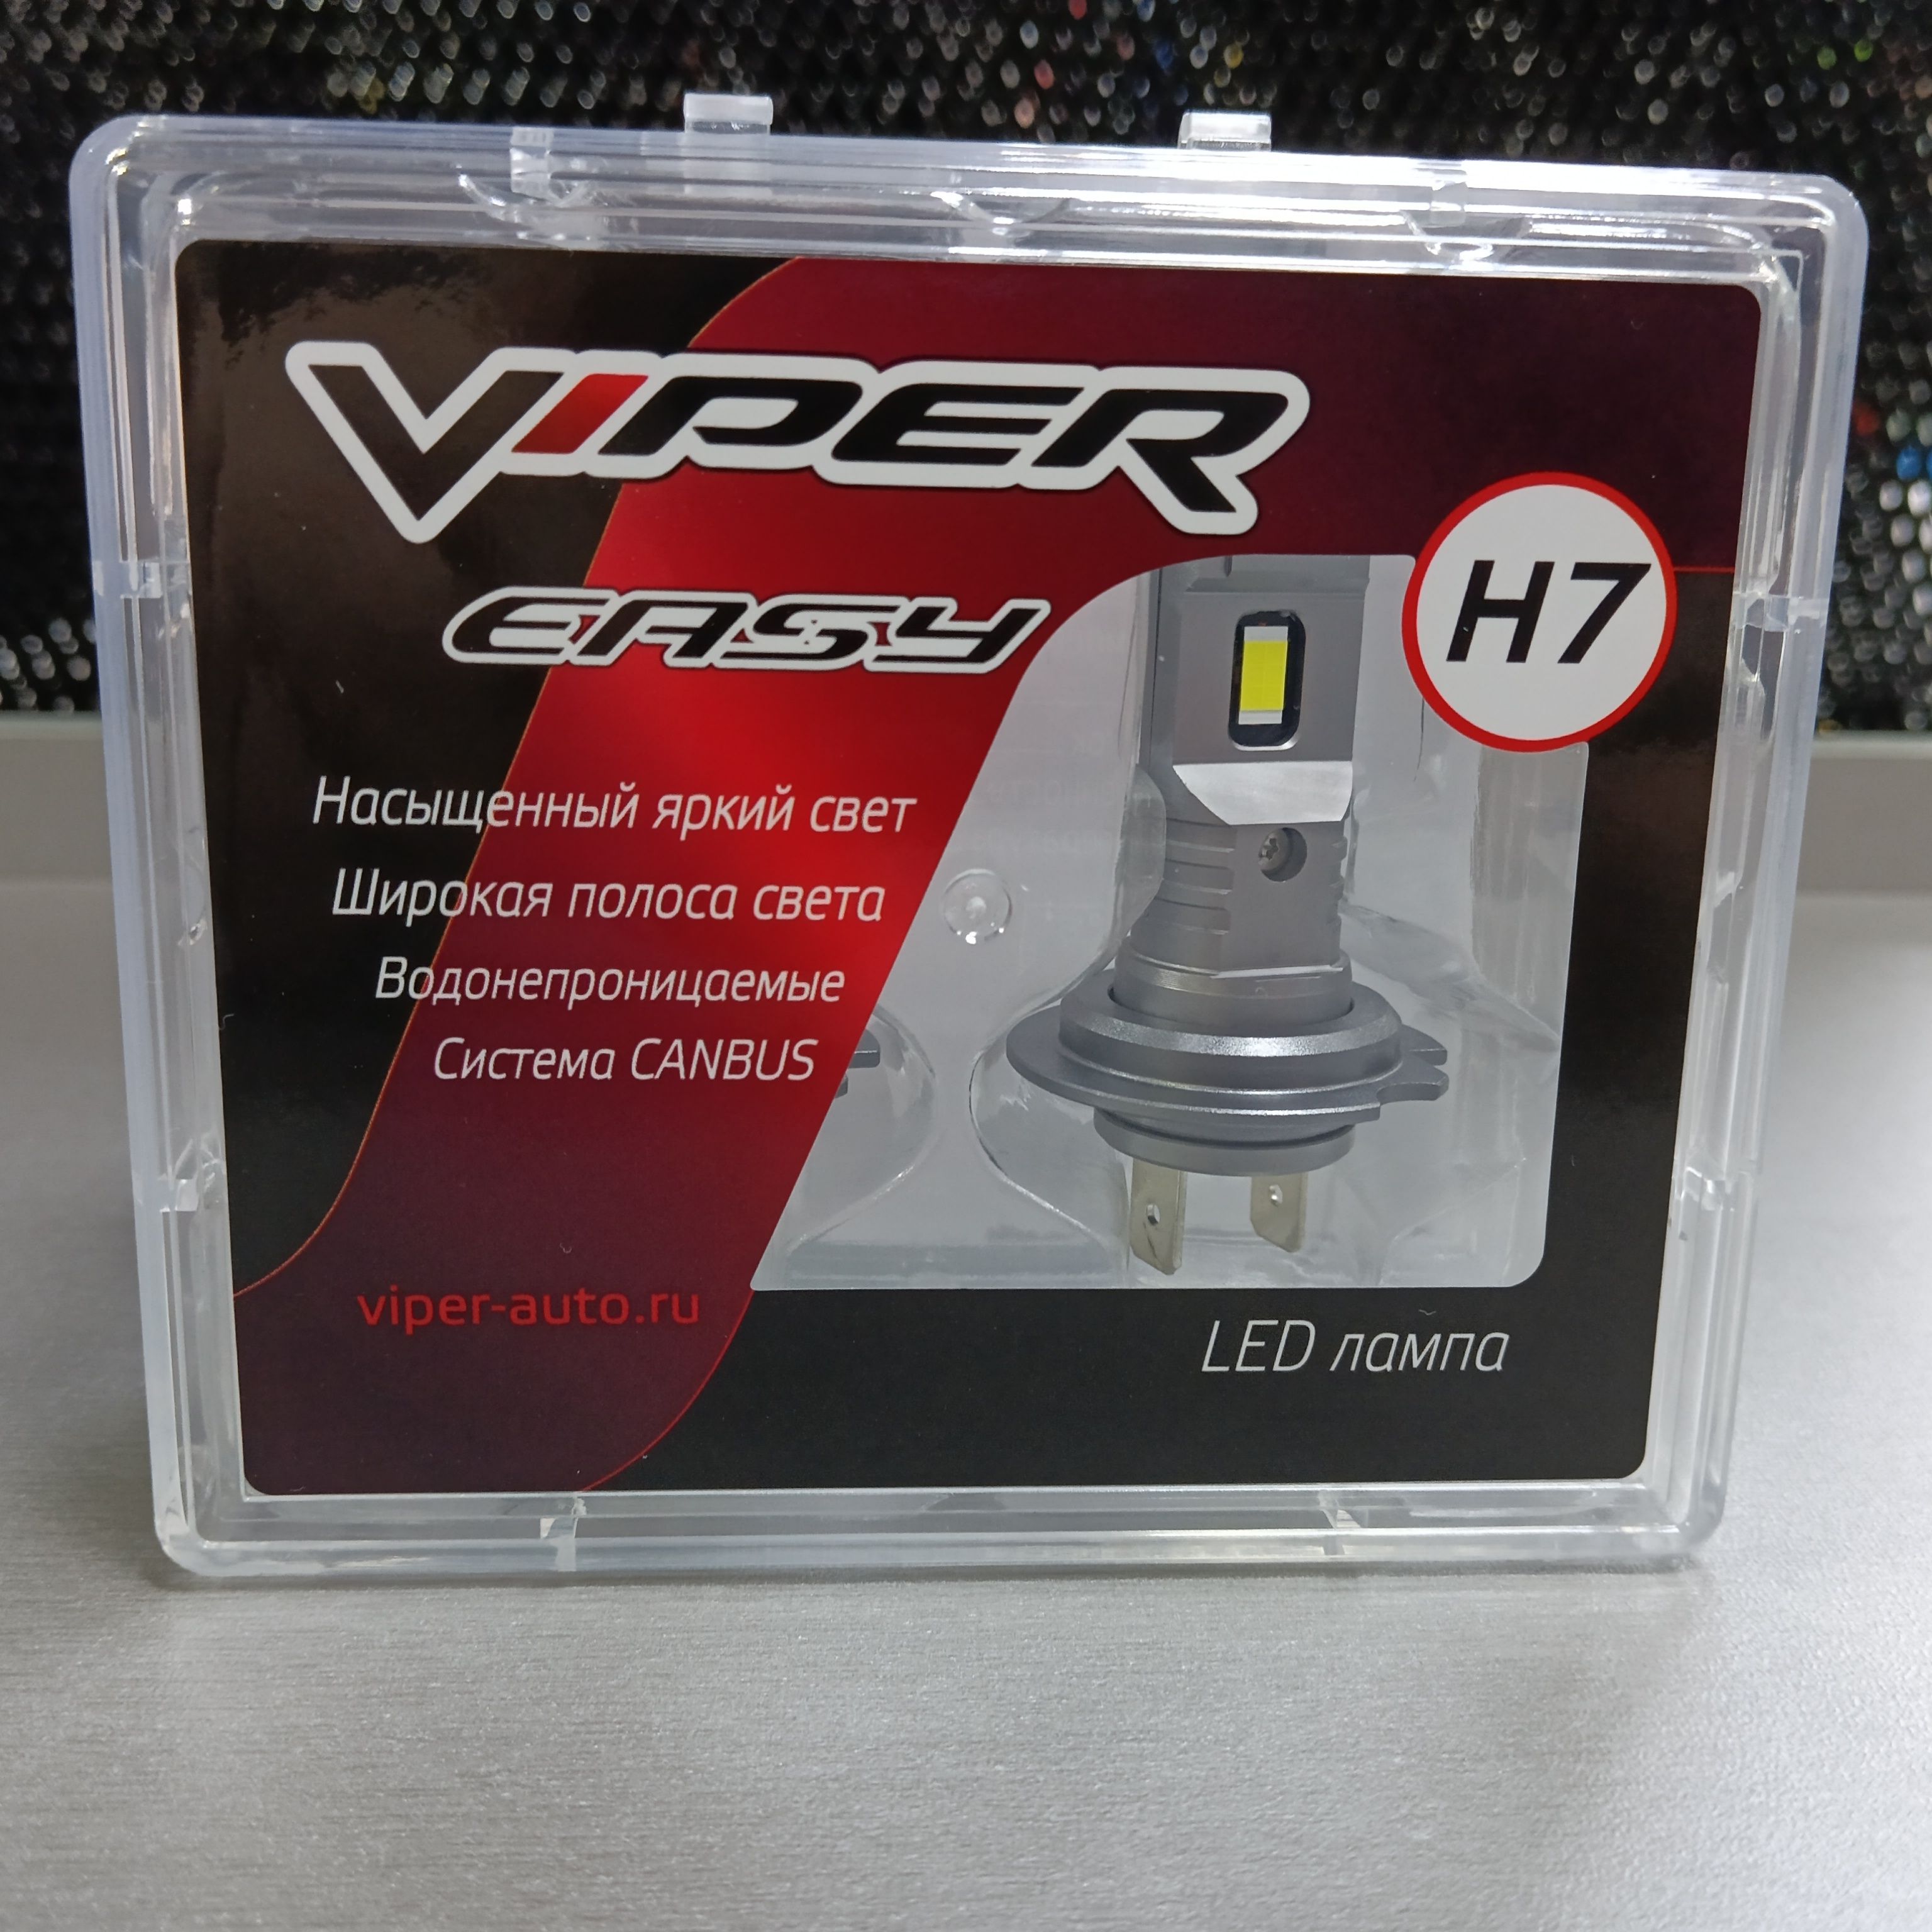 VIPER
EASY
H7
Насыщенный яркий свет
Широкая полоса света
Водонепроницаемые
Система CANBUS
viper-auto.ru
LED лампа